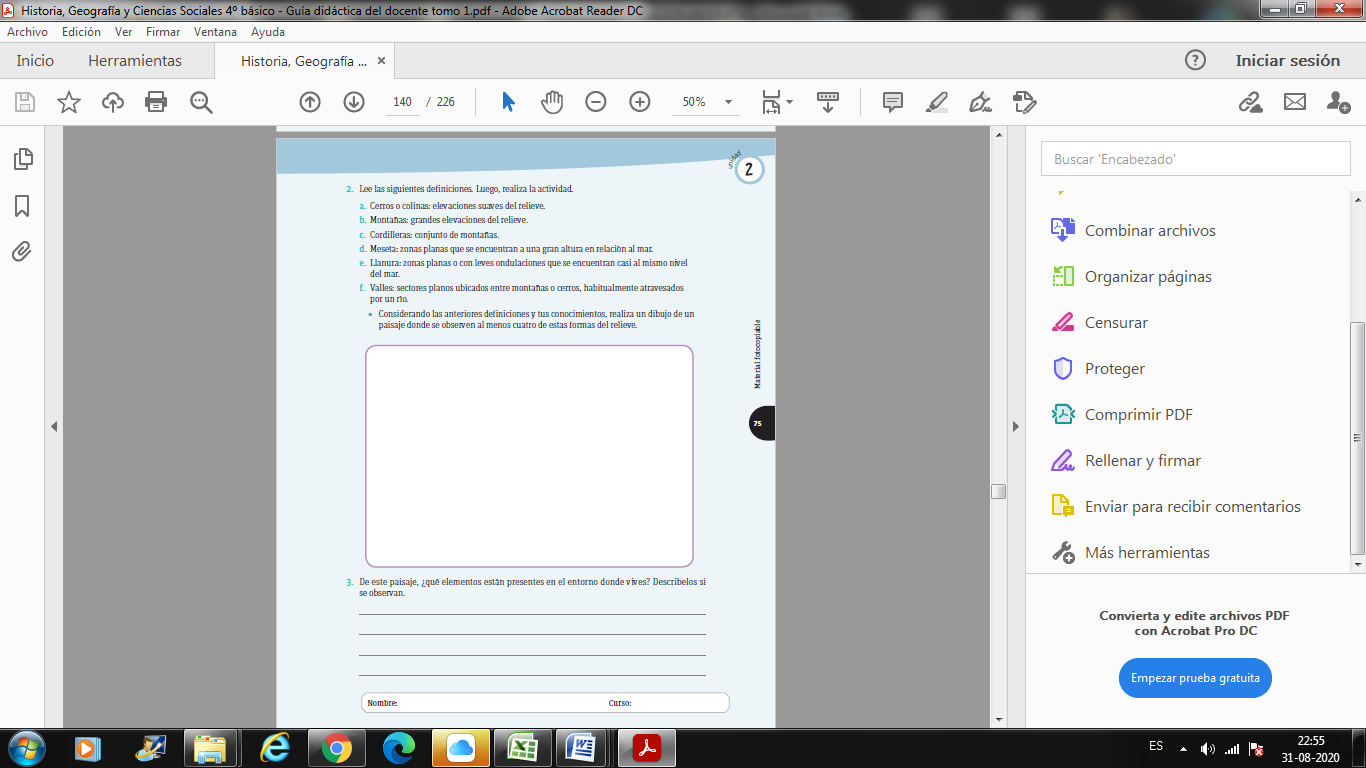 Historia, Geografía y Ciencias Sociales 4º básico - Guía didáctica del docente tomo 1.pdf - Adobe Acrobat Reader DC
Archivo Edición Ver Firmar Ventana Ayuda
Inicio Herramientas Historia, Geografía ... × Iniciar sesión
140 / 226 50%
Unidad 2
2. Lee las siguientes definiciones. Luego, realiza la actividad.
a. Cerros o colinas: elevaciones suaves del relieve.
b. Montañas: grandes elevaciones del relieve.
c. Cordilleras: conjunto de montañas.
d. Meseta: zonas planas que se encuentran a una gran altura en relación al mar.
e. Llanura: zonas planas o con leves ondulaciones que se encuentran casi al mismo nivel
del mar.
f. Valles: sectores planos ubicados entre montañas o cerros, habitualmente atravesados
por un río.
▪ Considerando las anteriores definiciones y tus conocimientos, realiza un dibujo de un
paisaje donde se observen al menos cuatro de estas formas del relieve.
Material fotocopiable
75
3. De este paisaje, ¿qué elementos están presentes en el entorno donde vives? Descríbelos si
se observan.
Nombre: Curso:
Buscar 'Encabezado'
Combinar archivos
Organizar páginas
Censurar
Proteger
Comprimir PDF
Rellenar y firmar
Enviar para recibir comentarios
Más herramientas
Convierta y edite archivos PDF
con Acrobat Pro DC
Empezar prueba gratuita
ES
22:55
31-08-2020